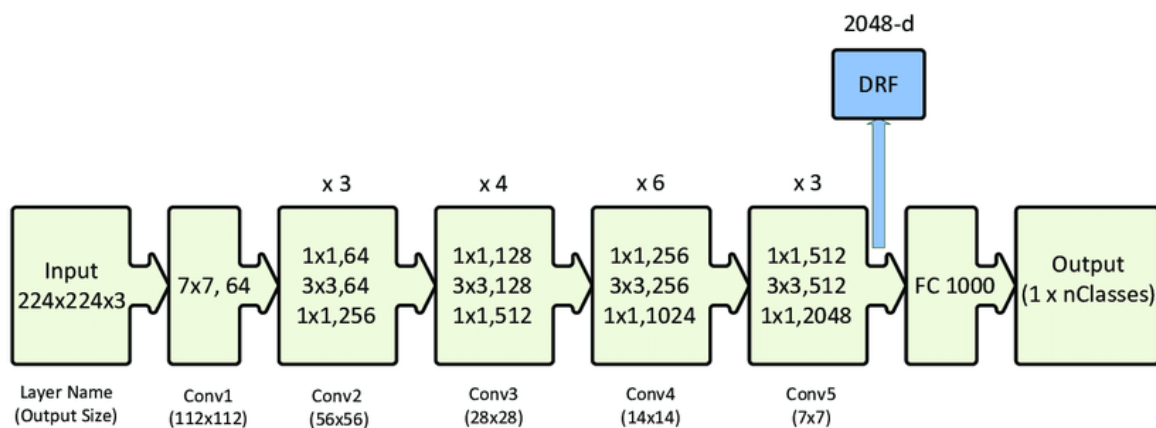 2048-d
DRF
x 3
x 4
x 6
x 3
Input
224x224x3
7x7, 64
1x1,64
3x3,64
1x1,256
1x1,128
3x3,128
1x1,512
1x1,256
3x3,256
1x1,1024
1x1,512
3x3,512
1x1,2048
FC 1000
Output
(1 x nClasses)
Layer Name
(Output Size)
Conv1
(112x112)
Conv2
(56x56)
Conv3
(28x28)
Conv4
(14x14)
Conv5
(7x7)